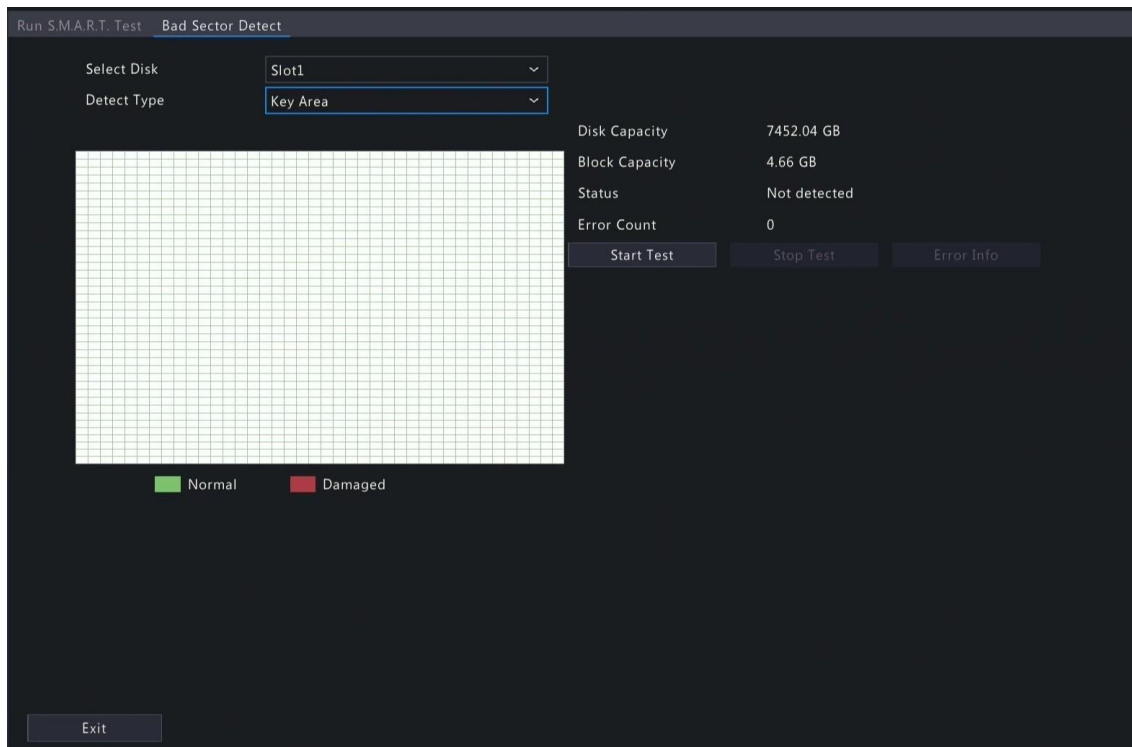 Run S.M.A.R.T. Test Bad Sector Detect
Select Disk Slot1
Detect Type Key Area
Disk Capacity 7452.04 GB
Block Capacity 4.66 GB
Status Not detected
Error Count 0
Start Test Stop Test Error Info
Normal Damaged
Exit